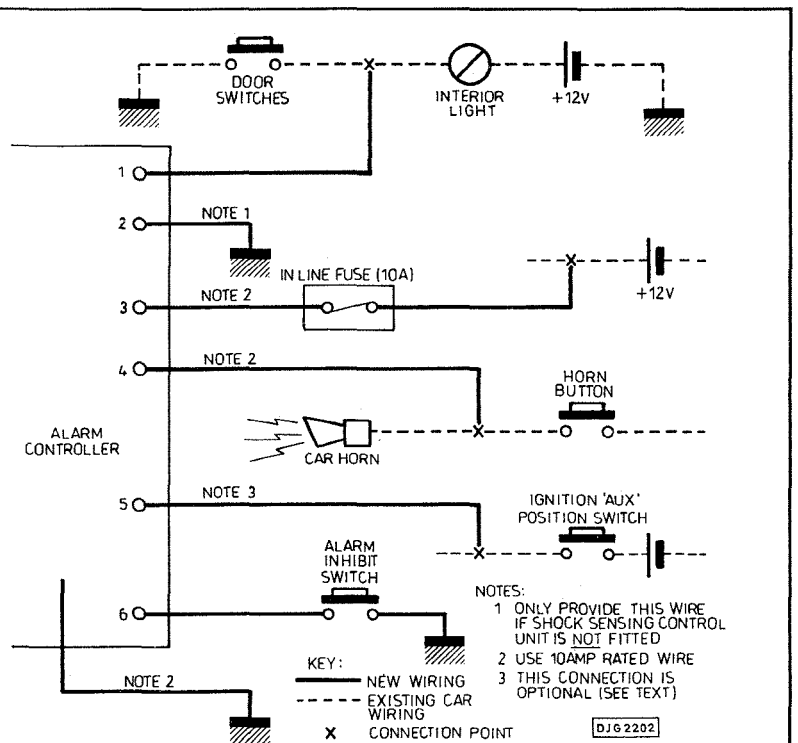 DOOR
SWITCHES
INTERIOR
LIGHT
+12V
1
2
NOTE 1
IN LINE FUSE (10A)
+12V
3
NOTE 2
4
NOTE 2
HORN
BUTTON
ALARM
CONTROLLER
CAR HORN
5
NOTE 3
IGNITION 'AUX'
POSITION SWITCH
ALARM
INHIBIT
SWITCH
6
NOTES:
1 ONLY PROVIDE THIS WIRE
IF SHOCK SENSING CONTROL
UNIT IS NOT FITTED
2 USE 10AMP RATED WIRE
3 THIS CONNECTION IS
OPTIONAL (SEE TEXT)
NOTE 2
KEY:
NEW WIRING
EXISTING CAR
WIRING
X CONNECTION POINT
DJG2202